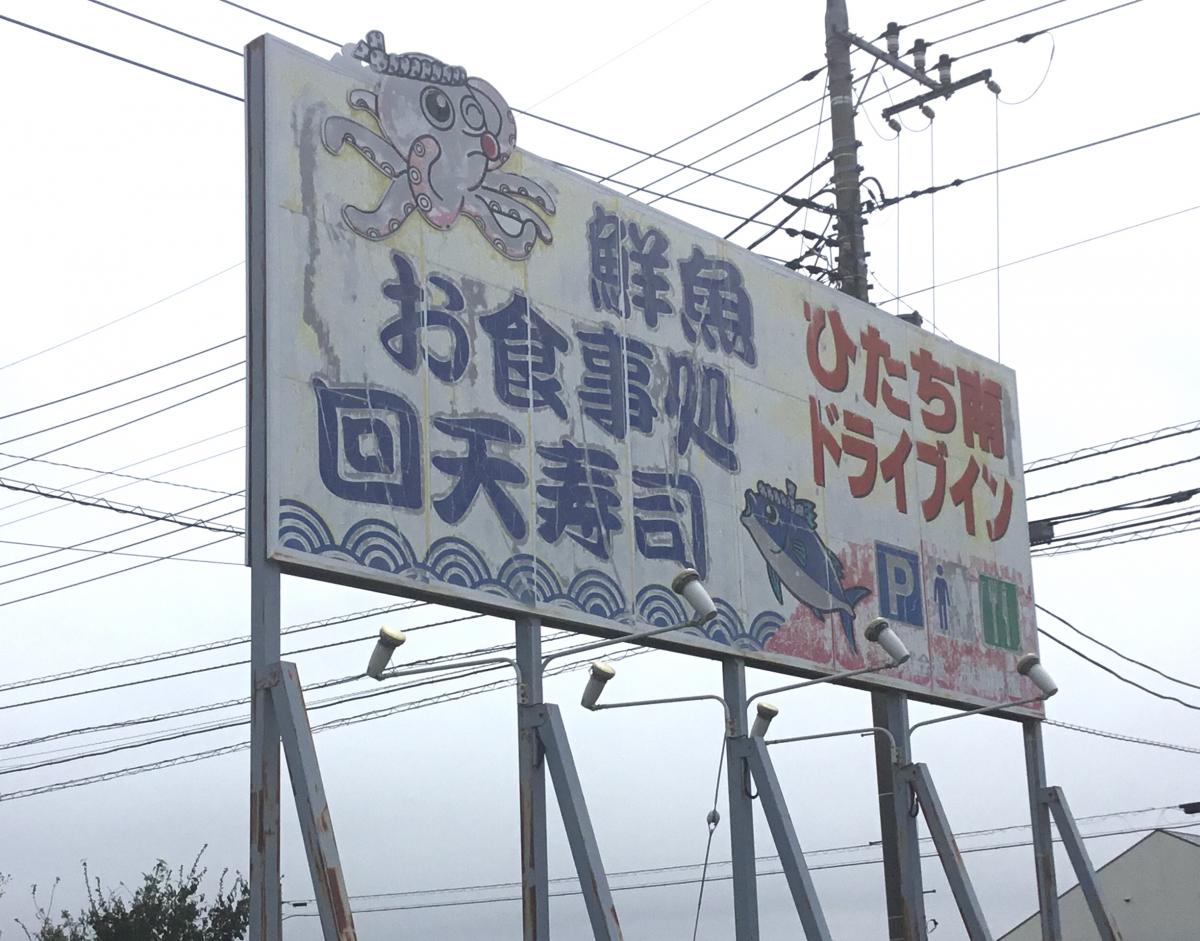 鮮魚
お食事処
回天寿司
ひたち南
ドライブイン
P